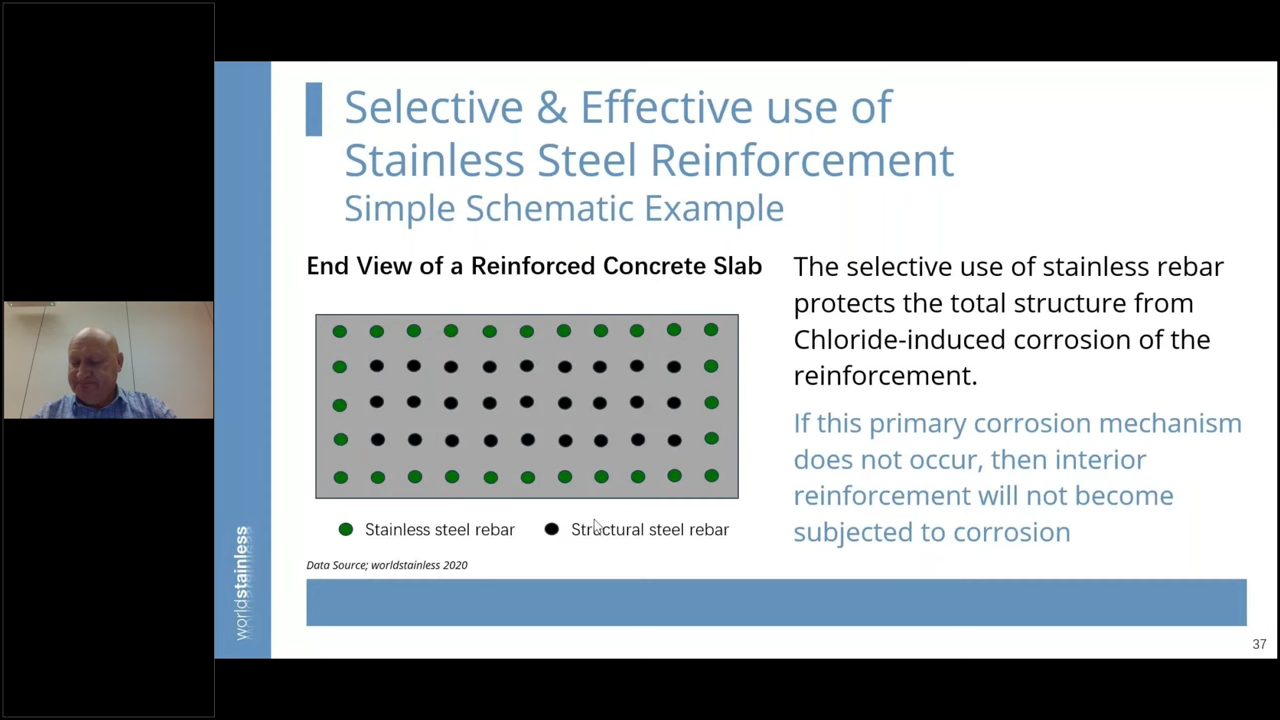 Selective & Effective use of
Stainless Steel Reinforcement
Simple Schematic Example
End View of a Reinforced Concrete Slab
Stainless steel rebar
Structural steel rebar
Data Source; worldstainless 2020
The selective use of stainless rebar
protects the total structure from
Chloride-induced corrosion of the
reinforcement.
If this primary corrosion mechanism
does not occur, then interior
reinforcement will not become
subjected to corrosion
worldstainless
37